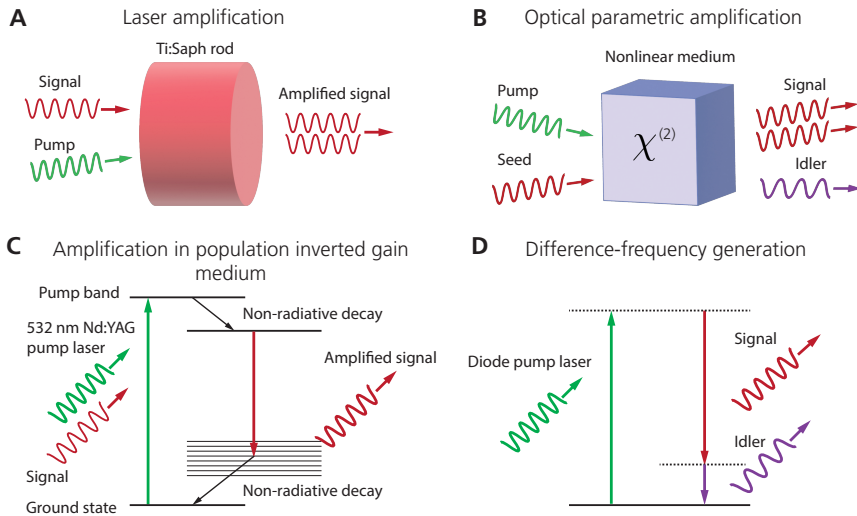 A
Laser amplification
Ti:Saph rod
Signal
Amplified signal
Pump
B
Optical parametric amplification
Nonlinear medium
Pump
Signal
χ(2)
Seed
Idler
C
Amplification in population inverted gain
medium
Pump band
Non-radiative decay
532 nm Nd:YAG
pump laser
Amplified signal
Signal
Non-radiative decay
Ground state
D
Difference-frequency generation
Signal
Diode pump laser
Idler